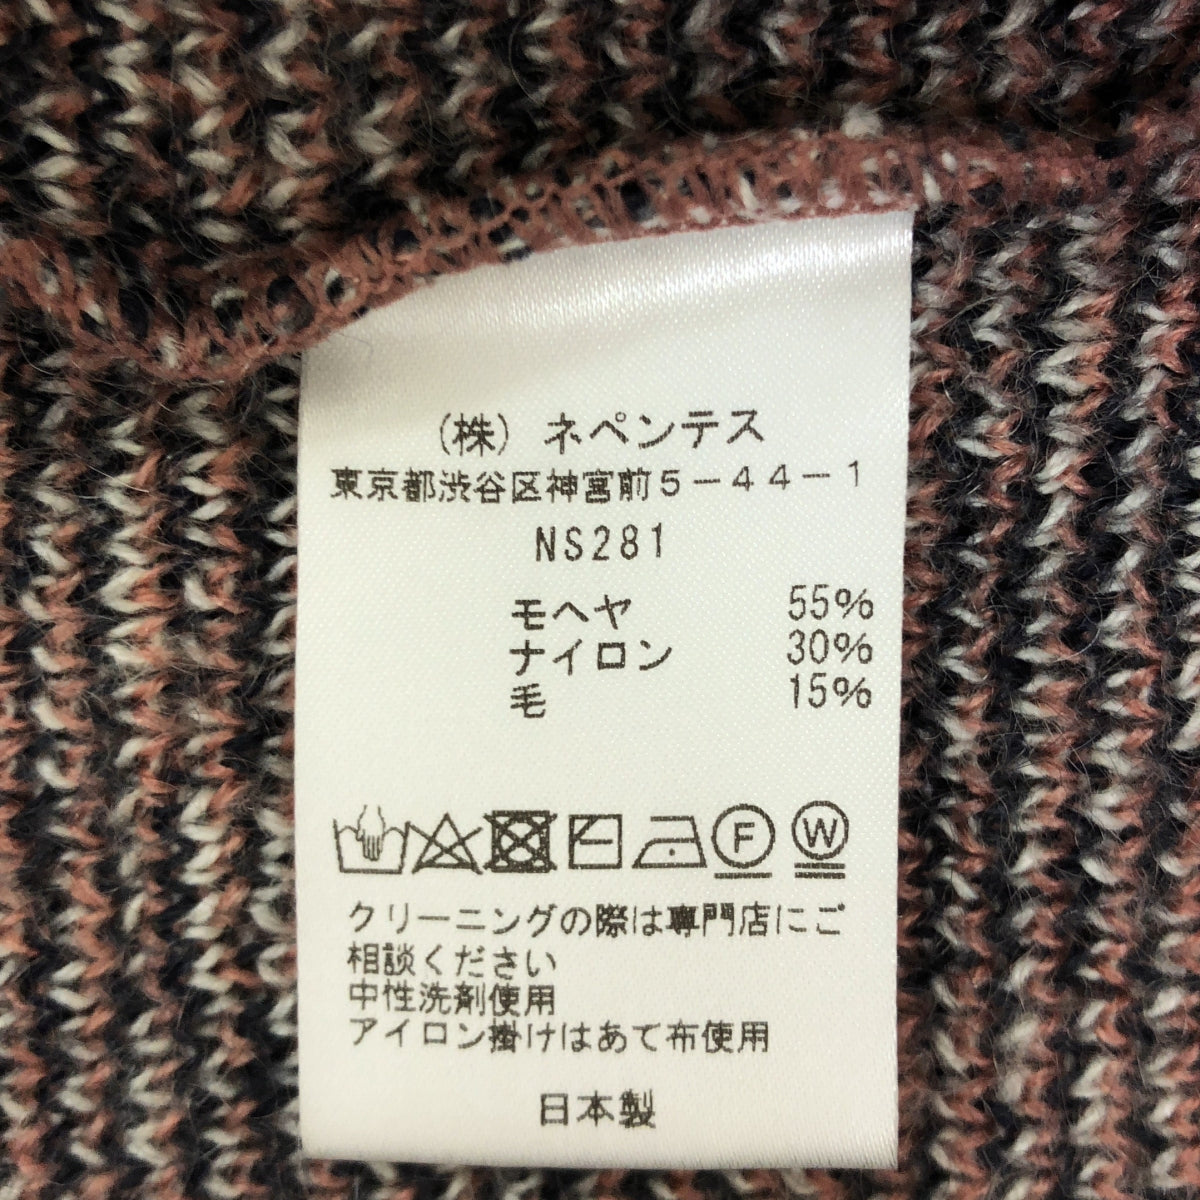 (株) ネペンテス
東京都渋谷区神宮前5-44-1
NS281
モヘヤ 55%
ナイロン 30%
毛 15%
F W
クリーニングの際は専門店にご
相談ください
中性洗剤使用
アイロン掛けはあて布使用
日本製